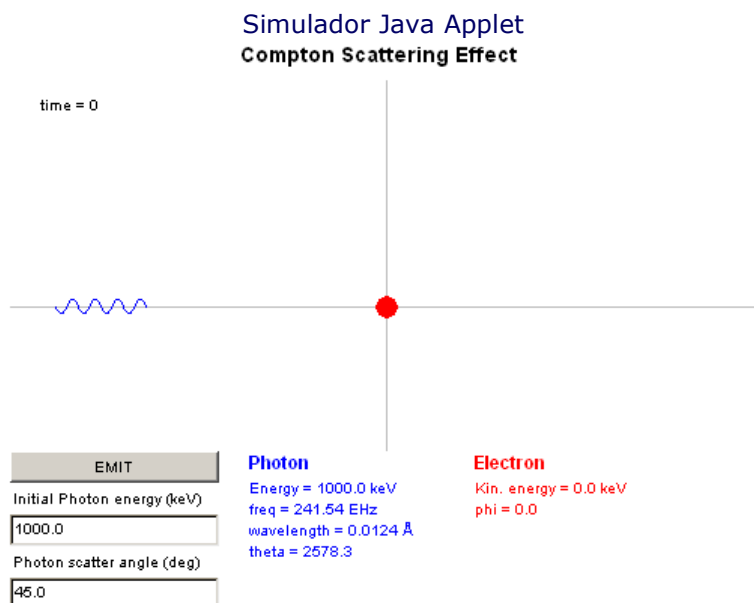 Simulador Java Applet
Compton Scattering Effect
time = 0
EMIT
Initial Photon energy (keV)
1000.0
Photon scatter angle (deg)
45.0
Photon
Energy = 1000.0 keV
freq = 241.54 EHz
wavelength = 0.0124 Å
theta = 2578.3
Electron
Kin. energy = 0.0 keV
phi = 0.0